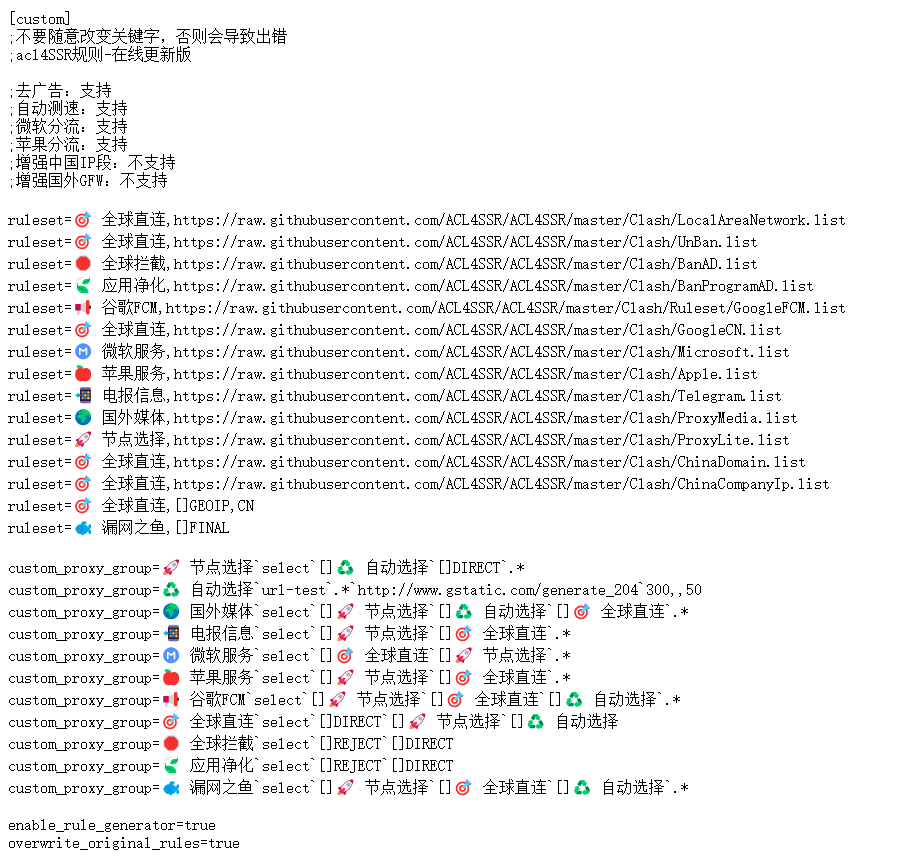 [custom]
;不要随意改变关键字，否则会导致出错
;acl4SSR规则-在线更新版
;去广告：支持
;自动测速：支持
;微软分流：支持
;苹果分流：支持
;增强中国IP段：不支持
;增强国外GFW：不支持
ruleset=🎯 全球直连,https://raw.githubusercontent.com/ACL4SSR/ACL4SSR/master/Clash/LocalAreaNetwork.list
ruleset=🎯 全球直连,https://raw.githubusercontent.com/ACL4SSR/ACL4SSR/master/Clash/UnBan.list
ruleset=🛑 全球拦截,https://raw.githubusercontent.com/ACL4SSR/ACL4SSR/master/Clash/BanAD.list
ruleset=🍃 应用净化,https://raw.githubusercontent.com/ACL4SSR/ACL4SSR/master/Clash/BanProgramAD.list
ruleset=📢 谷歌FCM,https://raw.githubusercontent.com/ACL4SSR/ACL4SSR/master/Clash/Ruleset/GoogleFCM.list
ruleset=🎯 全球直连,https://raw.githubusercontent.com/ACL4SSR/ACL4SSR/master/Clash/GoogleCN.list
ruleset=Ⓜ️ 微软服务,https://raw.githubusercontent.com/ACL4SSR/ACL4SSR/master/Clash/Microsoft.list
ruleset=🍎 苹果服务,https://raw.githubusercontent.com/ACL4SSR/ACL4SSR/master/Clash/Apple.list
ruleset=📲 电报信息,https://raw.githubusercontent.com/ACL4SSR/ACL4SSR/master/Clash/Telegram.list
ruleset=🌍 国外媒体,https://raw.githubusercontent.com/ACL4SSR/ACL4SSR/master/Clash/ProxyMedia.list
ruleset=🚀 节点选择,https://raw.githubusercontent.com/ACL4SSR/ACL4SSR/master/Clash/ProxyLite.list
ruleset=🎯 全球直连,https://raw.githubusercontent.com/ACL4SSR/ACL4SSR/master/Clash/ChinaDomain.list
ruleset=🎯 全球直连,https://raw.githubusercontent.com/ACL4SSR/ACL4SSR/master/Clash/ChinaCompanyIp.list
ruleset=🎯 全球直连,[]GEOIP,CN
ruleset=🐟 漏网之鱼,[]FINAL
custom_proxy_group=🚀 节点选择`select`[]♻️ 自动选择`[]DIRECT`.*
custom_proxy_group=♻️ 自动选择`url-test`.*`http://www.gstatic.com/generate_204`300,,50
custom_proxy_group=🌍 国外媒体`select`[]🚀 节点选择`[]♻️ 自动选择`[]🎯 全球直连`.*
custom_proxy_group=📲 电报信息`select`[]🚀 节点选择`[]🎯 全球直连`.*
custom_proxy_group=Ⓜ️ 微软服务`select`[]🎯 全球直连`[]🚀 节点选择`.*
custom_proxy_group=🍎 苹果服务`select`[]🚀 节点选择`[]🎯 全球直连`.*
custom_proxy_group=📢 谷歌FCM`select`[]🚀 节点选择`[]🎯 全球直连`[]♻️ 自动选择`.*
custom_proxy_group=🎯 全球直连`select`[]DIRECT`[]🚀 节点选择`[]♻️ 自动选择
custom_proxy_group=🛑 全球拦截`select`[]REJECT`[]DIRECT
custom_proxy_group=🍃 应用净化`select`[]REJECT`[]DIRECT
custom_proxy_group=🐟 漏网之鱼`select`[]🚀 节点选择`[]🎯 全球直连`[]♻️ 自动选择`.*
enable_rule_generator=true
overwrite_original_rules=true